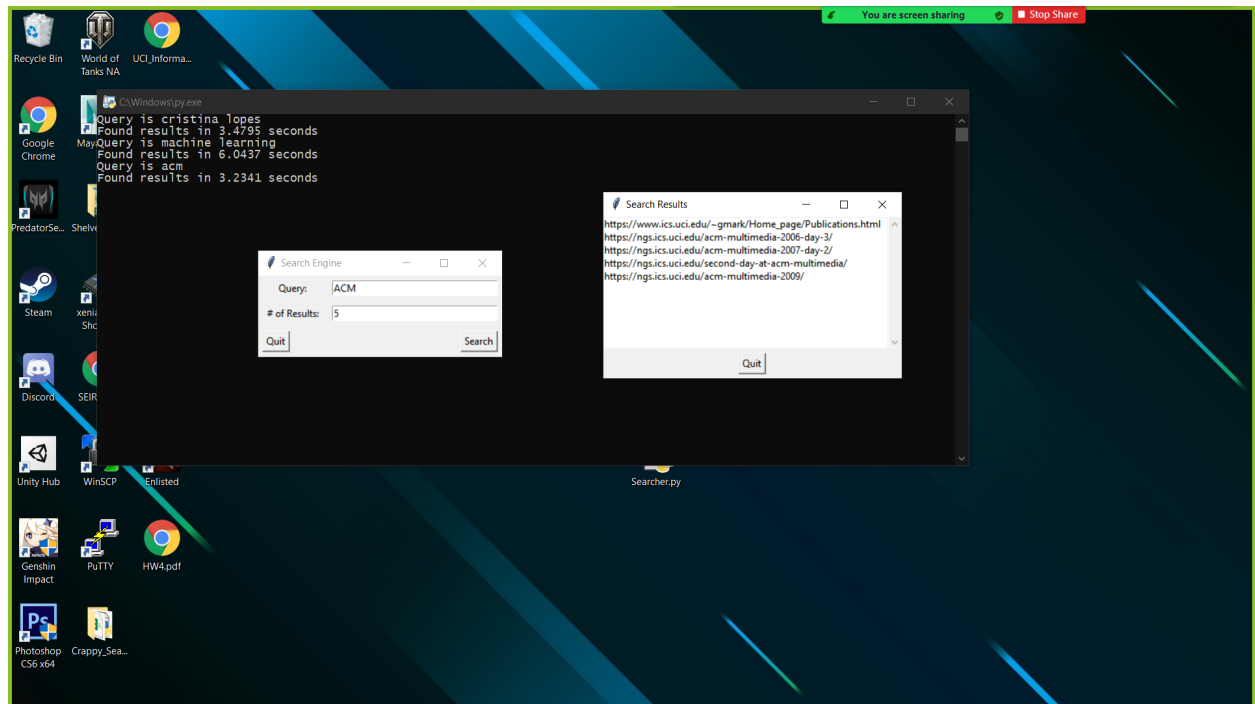 You are screen sharing
Stop Share
Recycle Bin
World of
Tanks NA
UCI_Informa...
C:\Windows\py.exe
Query is cristina lopes
Found results in 3.4795 seconds
Query is machine learning
Found results in 6.0437 seconds
Query is acm
Found results in 3.2341 seconds
Google
Chrome
May
Search Results
https://www.ics.uci.edu/~gmark/Home_page/Publications.html
https://ngs.ics.uci.edu/acm-multimedia-2006-day-3/
https://ngs.ics.uci.edu/acm-multimedia-2007-day-2/
https://ngs.ics.uci.edu/second-day-at-acm-multimedia/
https://ngs.ics.uci.edu/acm-multimedia-2009/
Quit
PredatorSe...
Shelve
Search Engine
Query:
ACM
# of Results:
5
Quit
Search
Steam
xenia
Sho
Discord
SEIR
Unity Hub
WinSCP
Enlisted
Searcher.py
Genshin
Impact
PuTTY
HW4.pdf
Ps
Photoshop
CS6 x64
Crappy_Sea...